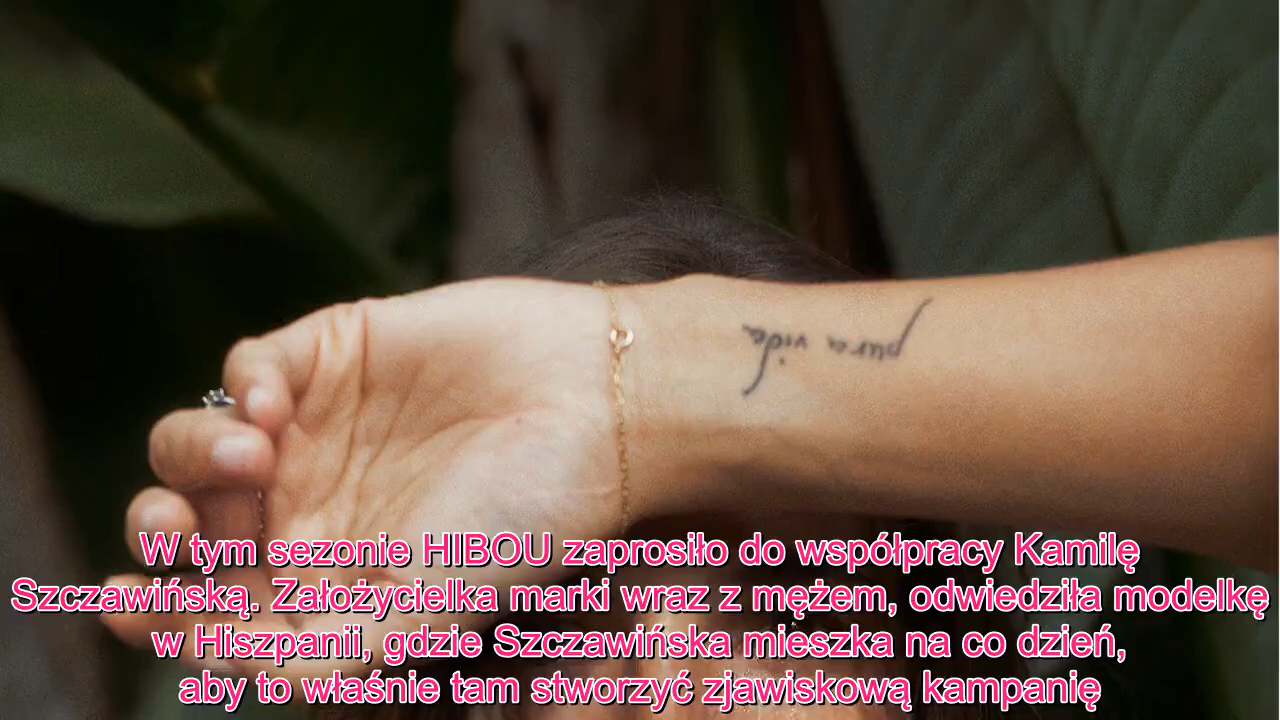 pura vida
W tym sezonie HIBOU zaprosiło do współpracy Kamilę
Szczawińską. Założycielka marki wraz z mężem, odwiedziła modelkę
w Hiszpanii, gdzie Szczawińska mieszka na co dzień,
aby to właśnie tam stworzyć zjawiskową kampanię